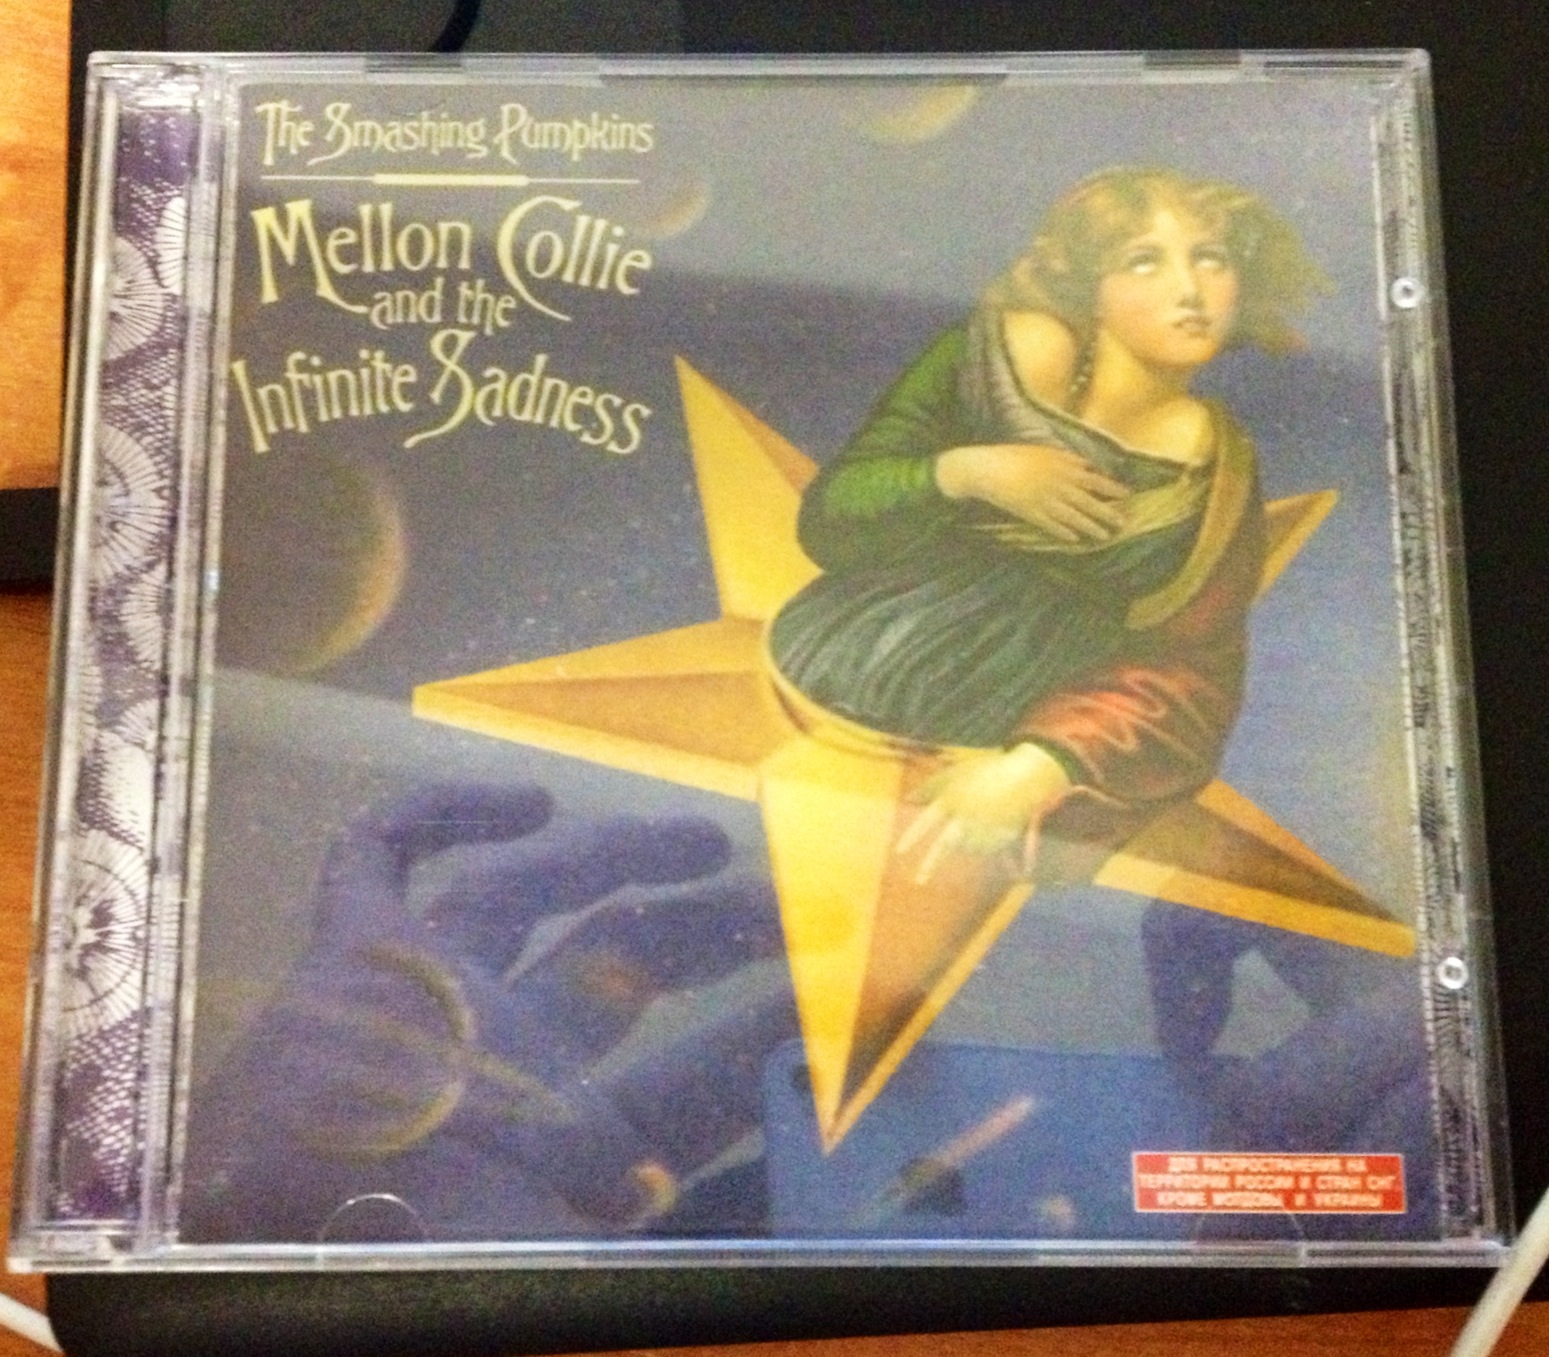 The Smashing Pumpkins
Mellon Collie
and the
Infinite Sadness
ДЛЯ РАСПРОСТРАНЕНИЯ НА
ТЕРРИТОРИИ РОССИИ И СТРАН СНГ
КРОМЕ МОЛДОВЫ, И УКРАИНЫ